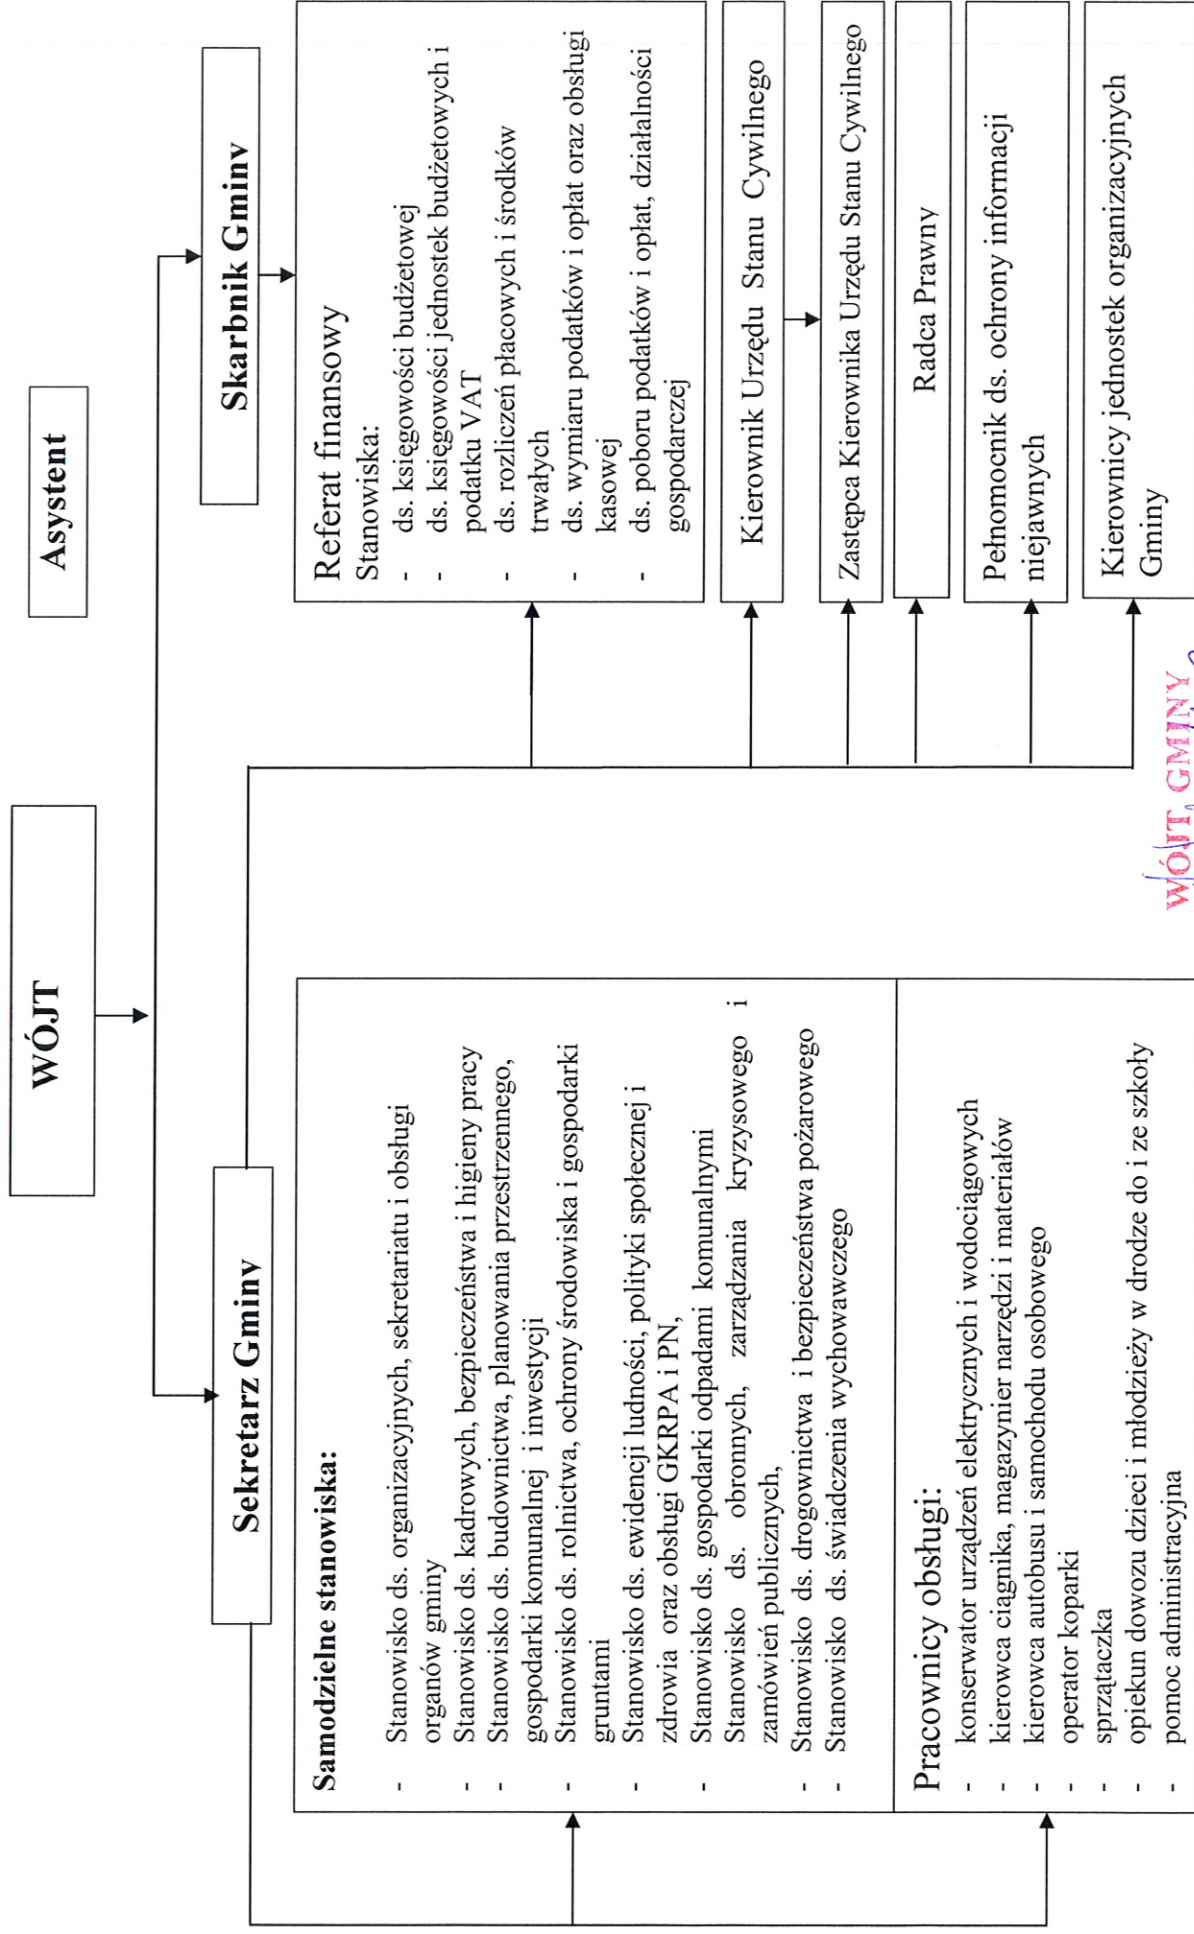 WÓJT
Asystent
Sekretarz Gminy
Skarbnik Gminy
Samodzielne stanowiska:
- Stanowisko ds. organizacyjnych, sekretariatu i obsługi
organów gminy
- Stanowisko ds. kadrowych, bezpieczeństwa i higieny pracy
- Stanowisko ds. budownictwa, planowania przestrzennego,
gospodarki komunalnej i inwestycji
- Stanowisko ds. rolnictwa, ochrony środowiska i gospodarki
gruntami
- Stanowisko ds. ewidencji ludności, polityki społecznej i
zdrowia oraz obsługi GKRPA i PN,
- Stanowisko ds. gospodarki odpadami komunalnymi
- Stanowisko ds. obronnych, zarządzania kryzysowego i
zamówień publicznych,
- Stanowisko ds. drogownictwa i bezpieczeństwa pożarowego
- Stanowisko ds. świadczenia wychowawczego
Pracownicy obsługi:
- konserwator urządzeń elektrycznych i wodociągowych
- kierowca ciągnika, magazynier narzędzi i materiałów
- kierowca autobusu i samochodu osobowego
- operator koparki
- sprzątaczka
- opiekun dowozu dzieci i młodzieży w drodze do i ze szkoły
- pomoc administracyjna
Referat finansowy
Stanowiska:
- ds. księgowości budżetowej
- ds. księgowości jednostek budżetowych i
podatku VAT
- ds. rozliczeń płacowych i środków
trwałych
- ds. wymiaru podatków i opłat oraz obsługi
kasowej
- ds. poboru podatków i opłat, działalności
gospodarczej
Kierownik Urzędu Stanu Cywilnego
Zastępca Kierownika Urzędu Stanu Cywilnego
Radca Prawny
Pełnomocnik ds. ochrony informacji
niejawnych
Kierownicy jednostek organizacyjnych
Gminy
WÓJT GMINY